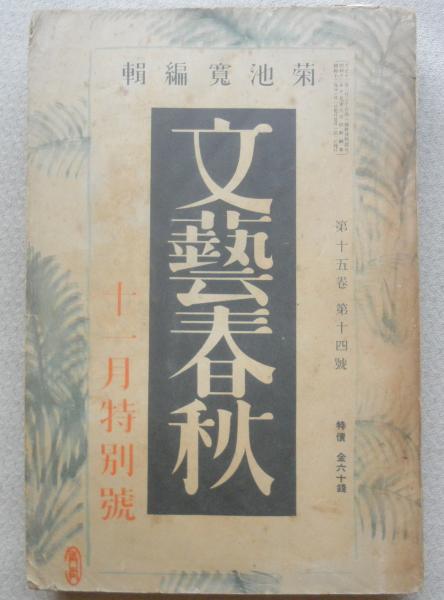 菊池寛編輯
文藝春秋
第十五卷 第十四號
特價 金六十錢
十一月特別號